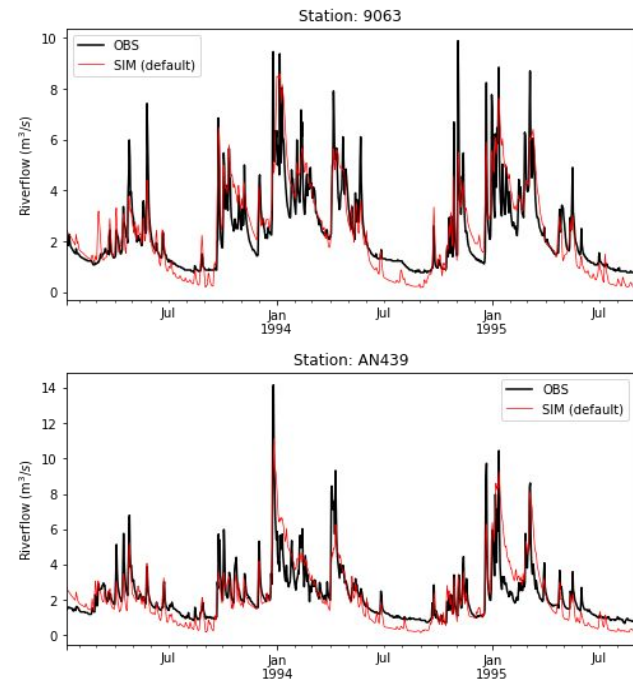 Station: 9063
OBS
SIM (default)
Riverflow (m³/s)
10
8
6
4
2
0
Jul
Jan
1994
Jul
Jan
1995
Jul
Station: AN439
OBS
SIM (default)
Riverflow (m³/s)
14
12
10
8
6
4
2
0
Jul
Jan
1994
Jul
Jan
1995
Jul